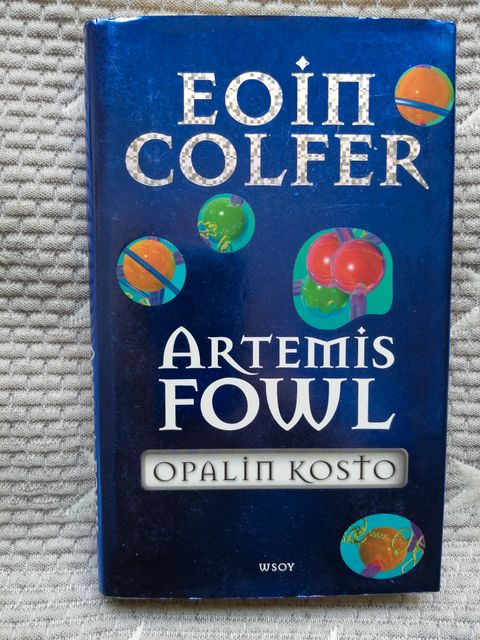 EOIN
COLFER
ARTEMIS
FOWL
OPALIN KOSTO
WSOY